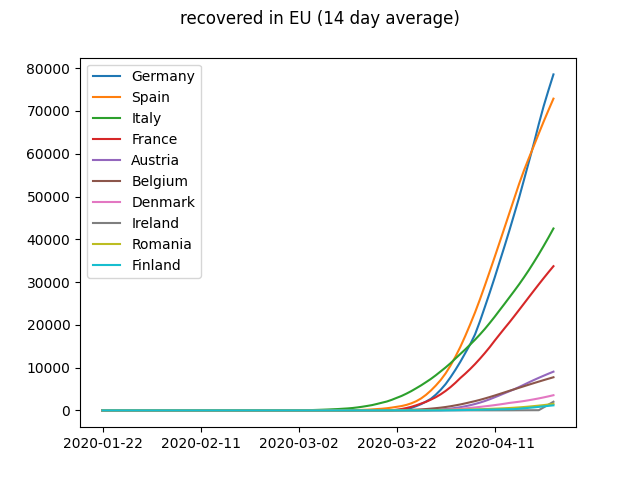 recovered in EU (14 day average)
80000
70000
60000
50000
40000
30000
20000
10000
0
Germany
Spain
Italy
France
Austria
Belgium
Denmark
Ireland
Romania
Finland
2020-01-22 2020-02-11 2020-03-02 2020-03-22 2020-04-11